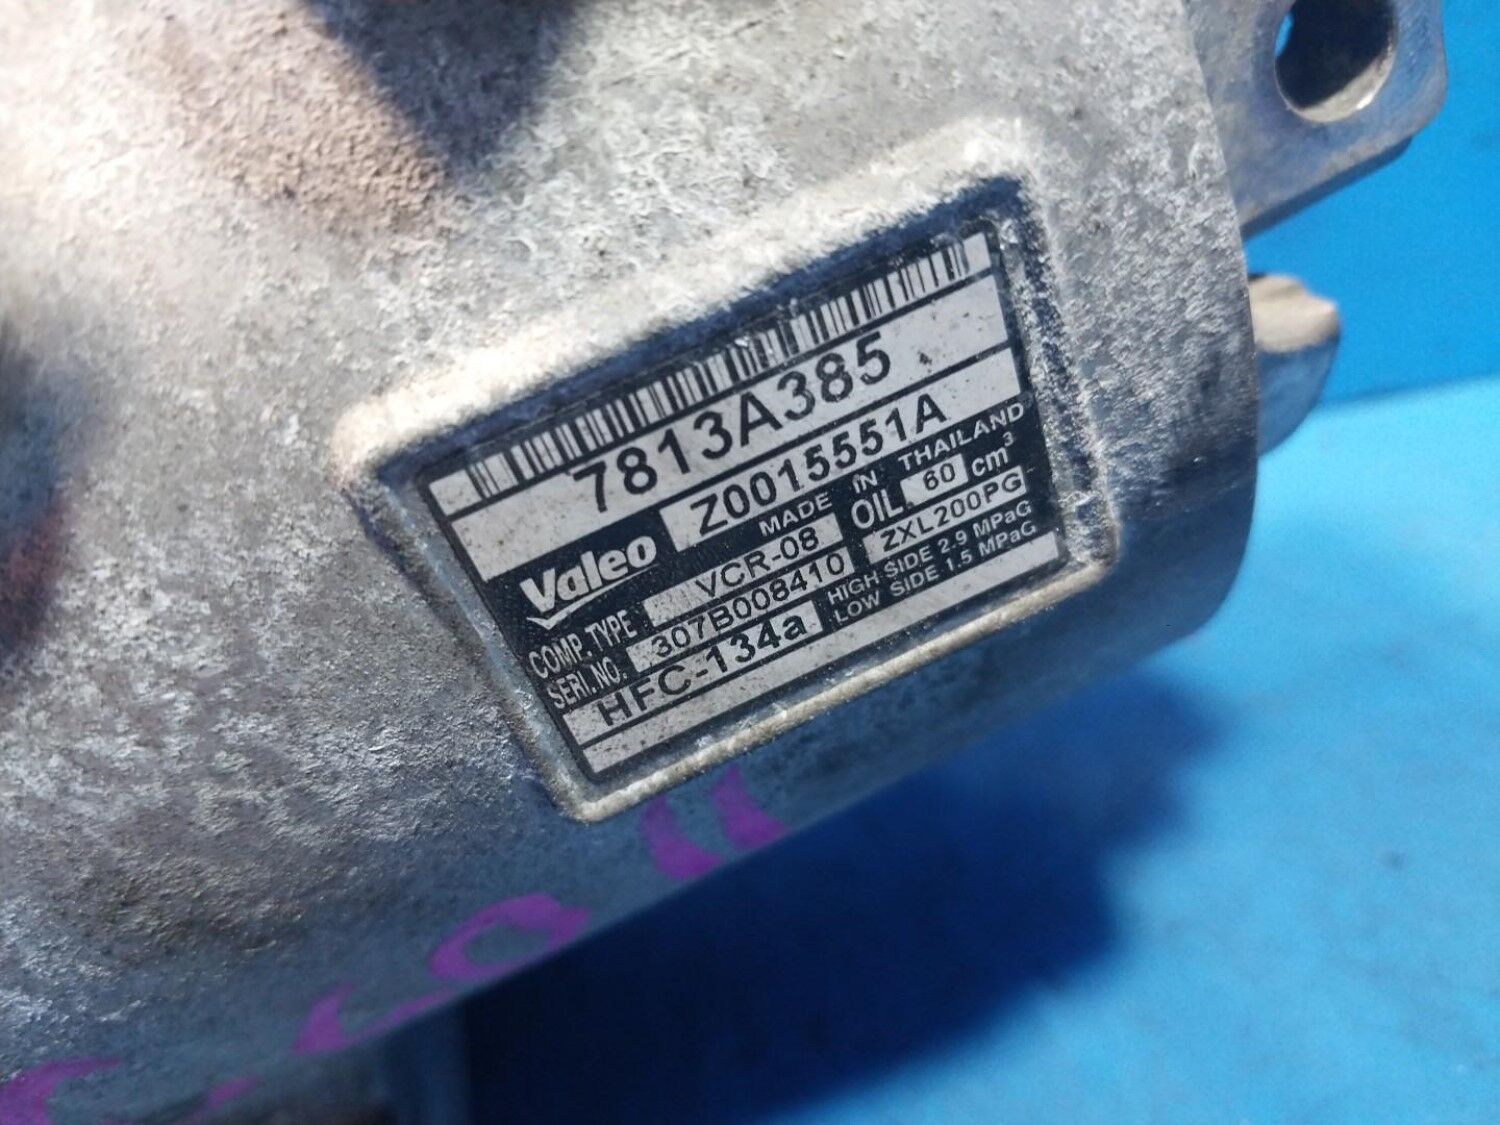 7813A385
Z0015551A
Valeo MADE IN THAILAND
COMP. TYPE VCR-08 OIL. 60 cm³
SERI. NO. 307B008410 ZXL200PG
HFC-134a HIGH SIDE 2.9 MPaG
LOW SIDE 1.5 MPaG